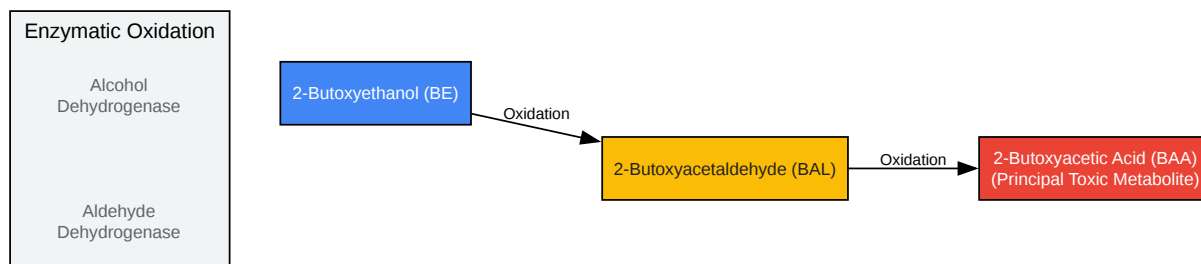 Enzymatic Oxidation
Alcohol
Dehydrogenase
Aldehyde
Dehydrogenase
2-Butoxyethanol (BE)
Oxidation
2-Butoxyacetaldehyde (BAL)
Oxidation
2-Butoxyacetic Acid (BAA)
(Principal Toxic Metabolite)